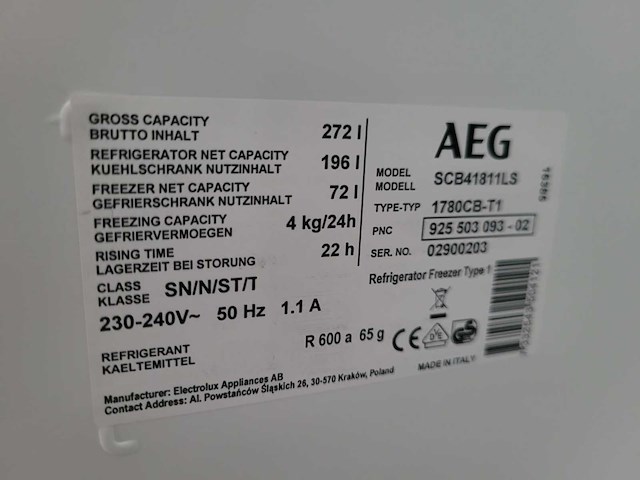 GROSS CAPACITY
BRUTTO INHALT 272 l
REFRIGERATOR NET CAPACITY
KUEHLSCHRANK NUTZINHALT 196 l
FREEZER NET CAPACITY
GEFRIERSCHRANK NUTZINHALT 72 l
FREEZING CAPACITY
GEFRIERVERMOEGEN 4 kg/24h
RISING TIME
LAGERZEIT BEI STORUNG 22 h
CLASS
KLASSE SN/N/ST/T
230-240V~ 50 Hz 1.1 A
REFRIGERANT
KAELTEMITTEL R 600 a 65 g
Manufacturer: Electrolux Appliances AB
Contact Address: Al. Powstańców Śląskich 26, 30-570 Kraków, Poland
AEG
MODEL
MODELL SCB41811LS
TYPE-TYP 1780CB-T1
PNC 925 503 093 - 02
SER. NO. 02900203
Refrigerator Freezer Type 1
CE
MADE IN ITALY